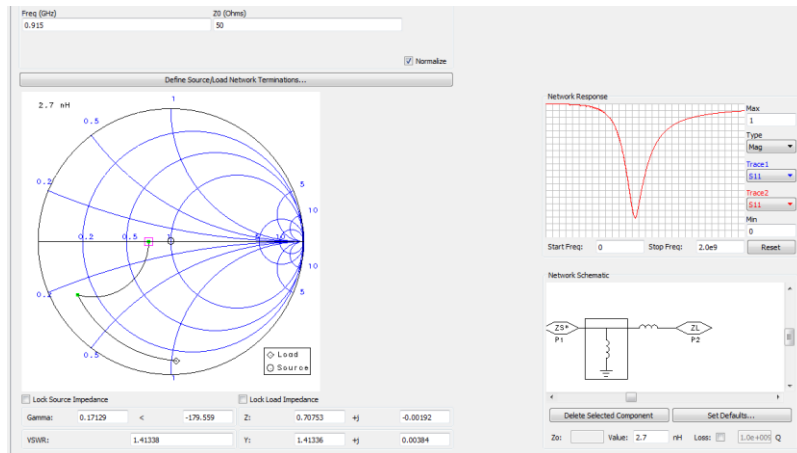 Freq (GHz) Z0 (Ohms)
0.915 50
Normalize
Define Source/Load Network Terminations...
2.7 nH
1
0.5
0.2
5
10
0.2 0.5 1 5 10
10
0.2
5
0.5
1
Load
Source
Lock Source Impedance Lock Load Impedance
Gamma: 0.17129 < -179.559 Z: 0.70753 +j -0.00192
VSWR: 1.41338 Y: 1.41336 +j 0.00384
Network Response
Max
1
Type
Mag
Trace1
S11
Trace2
S11
Min
0
Start Freq: 0 Stop Freq: 2.0e9 Reset
Network Schematic
ZS* ZL
P1 P2
Delete Selected Component Set Defaults...
Zo: Value: 2.7 nH Loss: 1.0e+009 Q